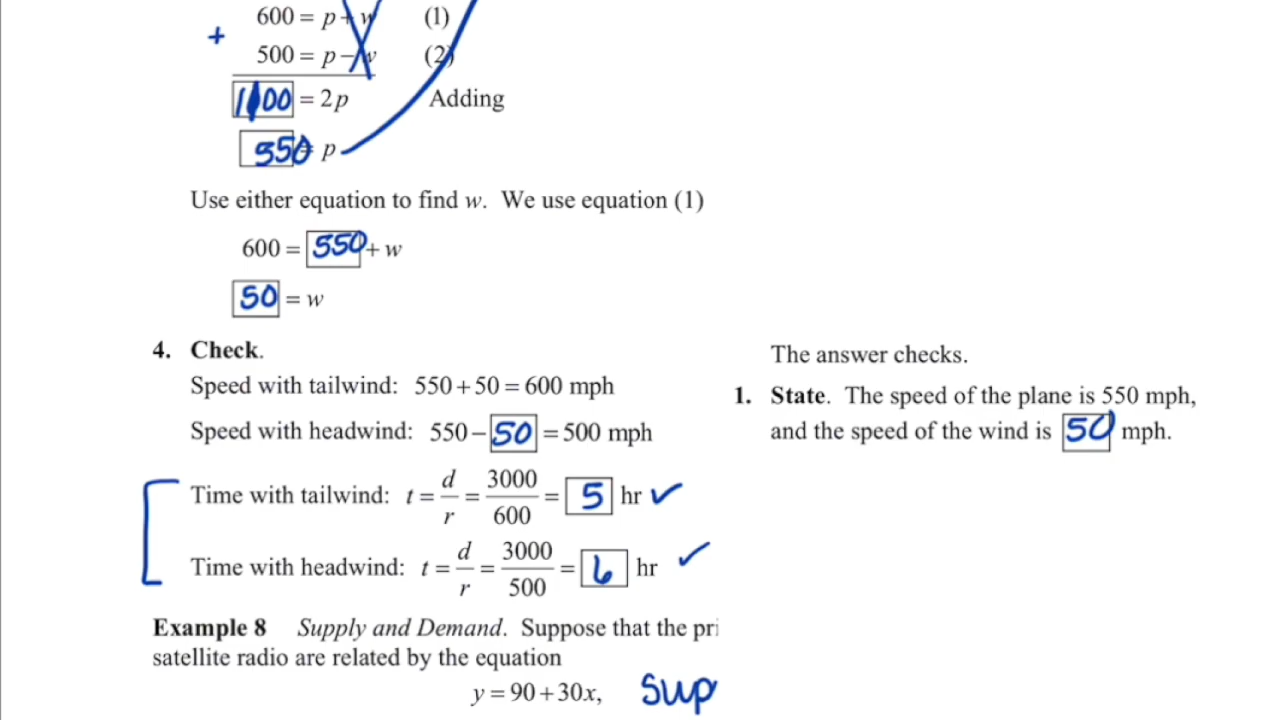 600 = p + w (1)
+
500 = p − w (2)
1100 = 2p Adding
550 = p
Use either equation to find w. We use equation (1)
600 = 550 + w
50 = w
4. Check.
Speed with tailwind: 550 + 50 = 600 mph
Speed with headwind: 550 − 50 = 500 mph
Time with tailwind: t = d/r = 3000/600 = 5 hr ✓
Time with headwind: t = d/r = 3000/500 = 6 hr ✓
Example 8 Supply and Demand. Suppose that the pri
satellite radio are related by the equation
y = 90 + 30x, Sup
The answer checks.
1. State. The speed of the plane is 550 mph,
and the speed of the wind is 50 mph.